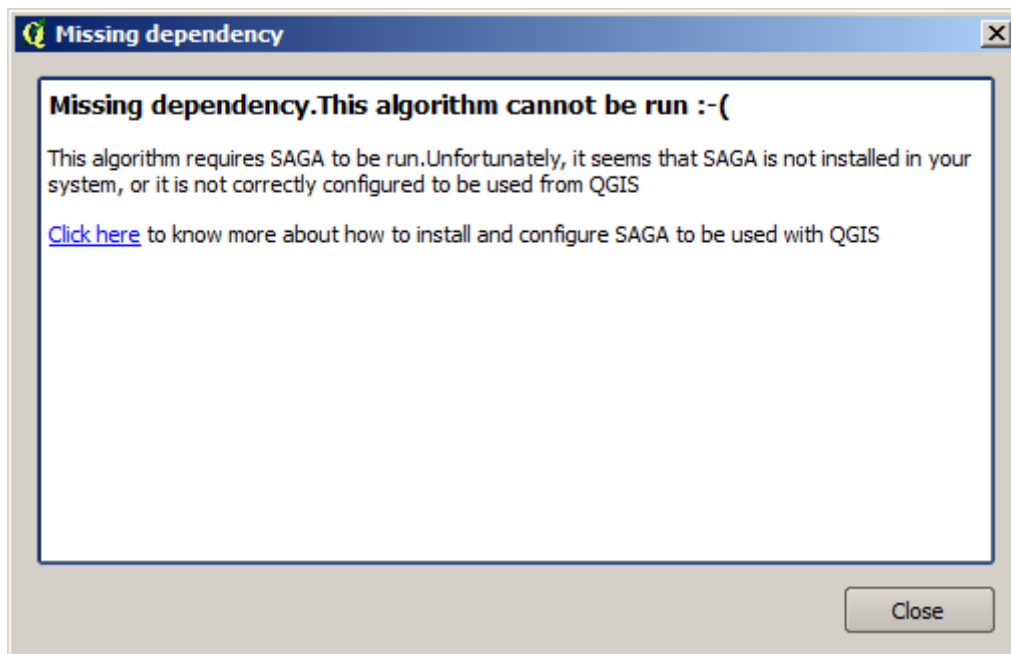 Missing dependency
Missing dependency.This algorithm cannot be run :-(
This algorithm requires SAGA to be run.Unfortunately, it seems that SAGA is not installed in your
system, or it is not correctly configured to be used from QGIS
Click here to know more about how to install and configure SAGA to be used with QGIS
Close